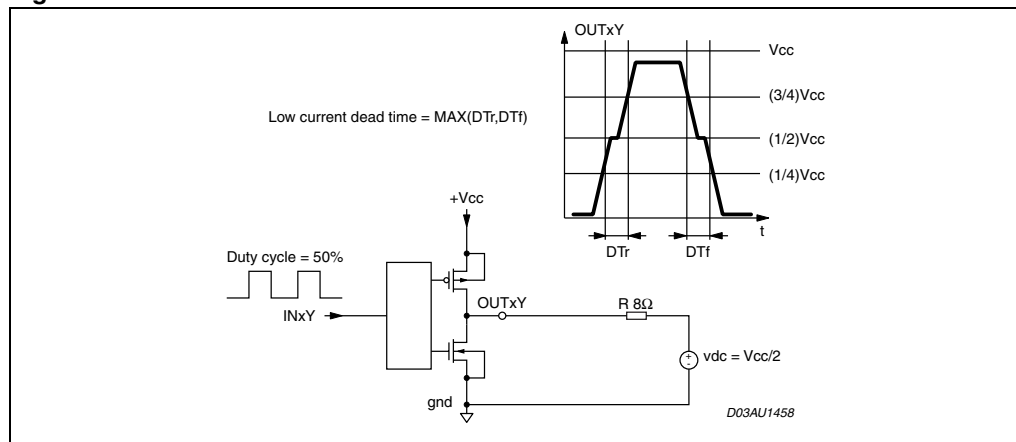 OUTxY
Vcc
(3/4)Vcc
Low current dead time = MAX(DTr,DTf)
(1/2)Vcc
(1/4)Vcc
+Vcc
t
DTr
DTf
Duty cycle = 50%
OUTxY
R 8Ω
INxY
+
-
vdc = Vcc/2
gnd
D03AU1458